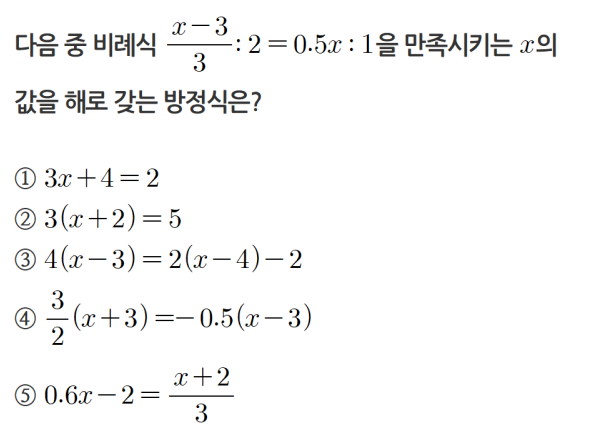 다음 중 비례식 $\frac{x-3}{3} : 2 = 0.5x : 1$을 만족시키는 $x$의
값을 해로 갖는 방정식은?
① $3x+4=2$
② $3(x+2)=5$
③ $4(x-3)=2(x-4)-2$
④ $\frac{3}{2}(x+3)=-0.5(x-3)$
⑤ $0.6x-2=\frac{x+2}{3}$